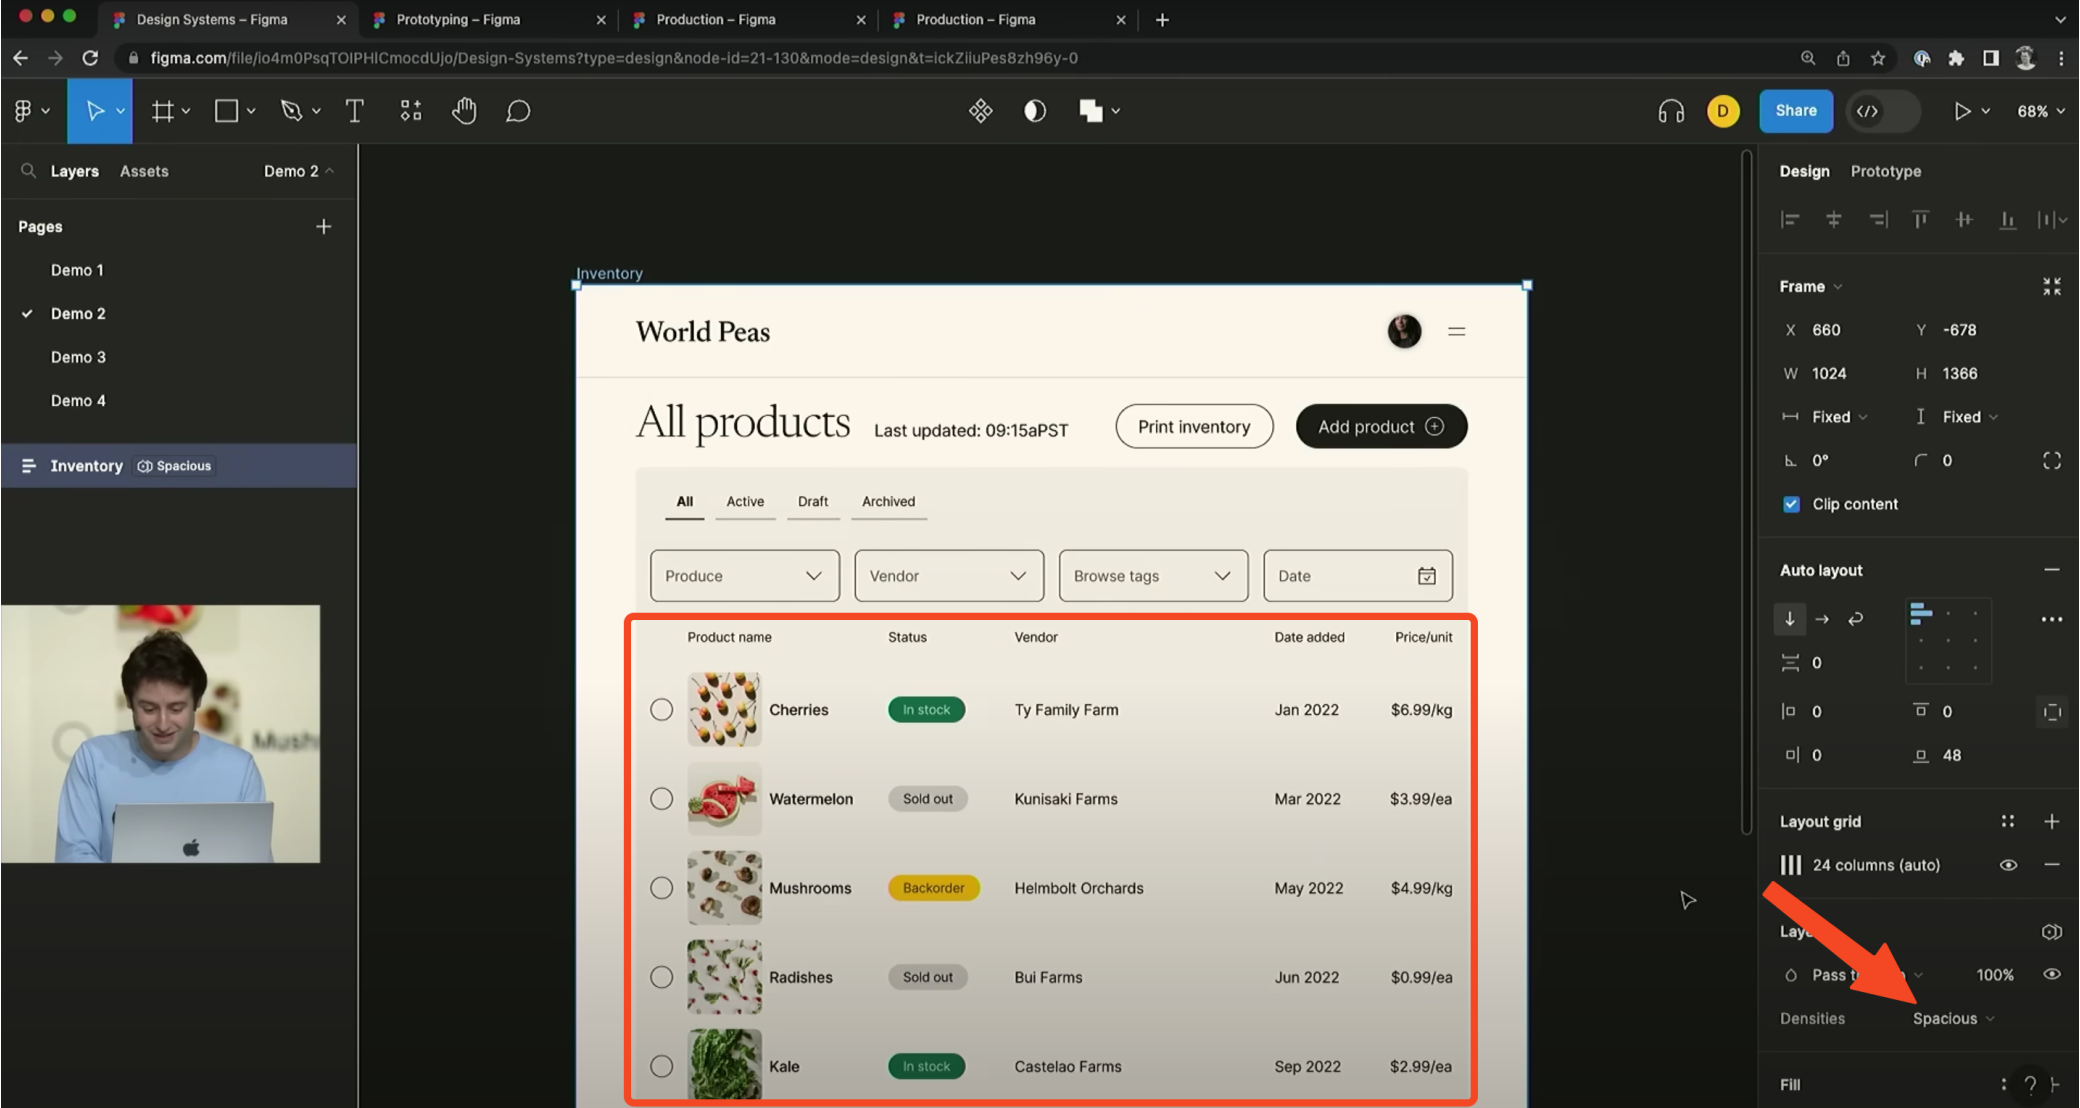 Design Systems – Figma
Prototyping – Figma
Production – Figma
Production – Figma
figma.com/file/io4m0PsqTOIPHICmocdUjo/Design-Systems?type=design&node-id=21-130&mode=design&t=ickZiiuPes8zh96y-0
D
Share
68%
Layers Assets Demo 2
Pages
Demo 1
Demo 2
Demo 3
Demo 4
Inventory Spacious
Inventory
World Peas
All products Last updated: 09:15aPST Print inventory Add product
All Active Draft Archived
Produce Vendor Browse tags Date
Product name Status Vendor Date added Price/unit
Cherries In stock Ty Family Farm Jan 2022 $6.99/kg
Watermelon Sold out Kunisaki Farms Mar 2022 $3.99/ea
Mushrooms Backorder Helmbolt Orchards May 2022 $4.99/kg
Radishes Sold out Bui Farms Jun 2022 $0.99/ea
Kale In stock Castelao Farms Sep 2022 $2.99/ea
Design Prototype
Frame
X 660 Y -678
W 1024 H 1366
Fixed Fixed
0° 0
Clip content
Auto layout
0
0 0
0 48
Layout grid
24 columns (auto)
Pass 100%
Densities Spacious
Fill
?